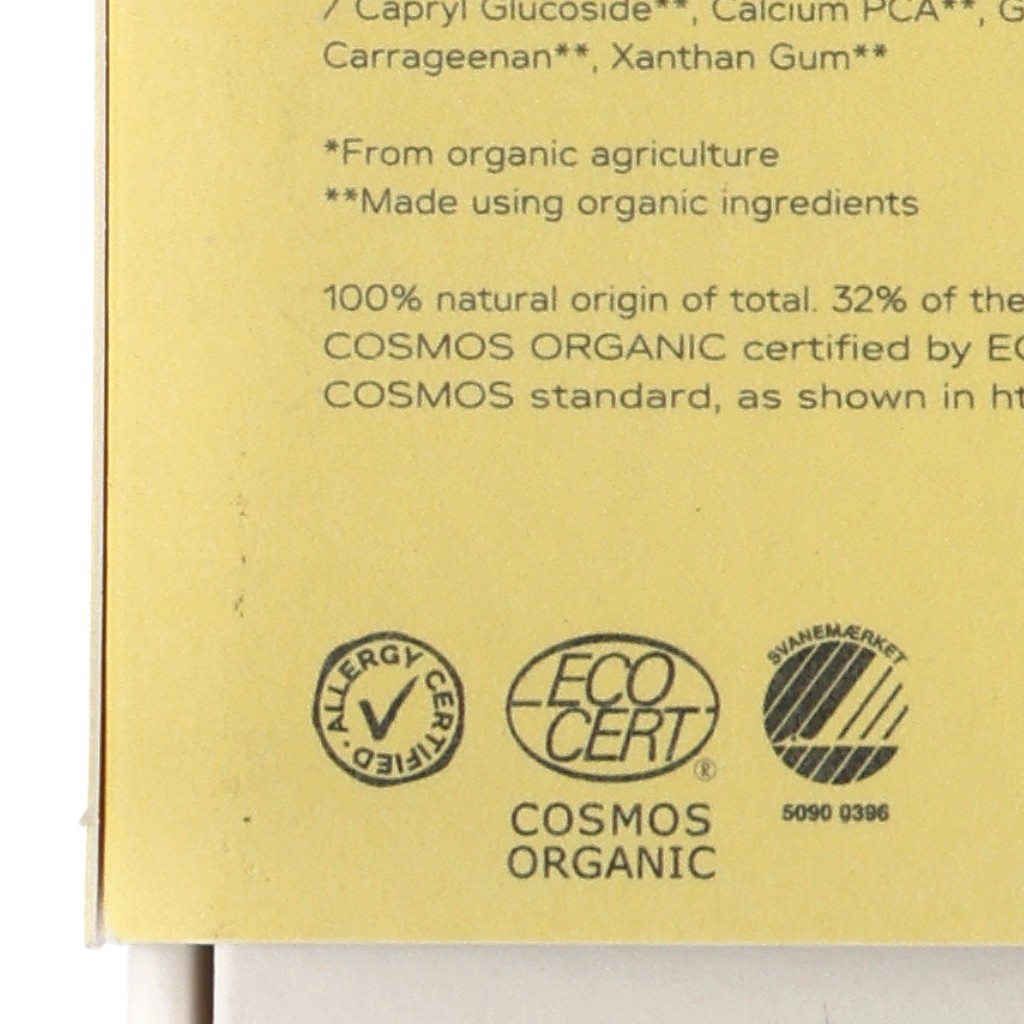 / Capryl Glucoside**, Calcium PCA**, G
Carrageenan**, Xanthan Gum**
*From organic agriculture
**Made using organic ingredients
100% natural origin of total. 32% of the
COSMOS ORGANIC certified by EC
COSMOS standard, as shown in ht
ALLERGY CERTIFIED ·
ECO
CERT
®
COSMOS
ORGANIC
SVANEMÆRKET
5090 0396